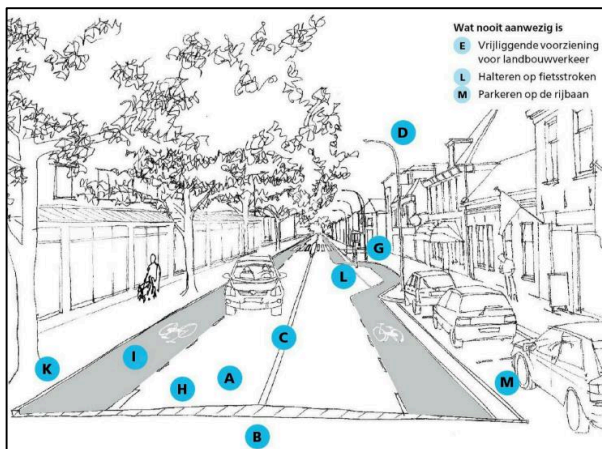 Wat nooit aanwezig is
E Vrijliggende voorziening
voor landbouwverkeer
L Halteren op fietsstroken
M Parkeren op de rijbaan
D
G
L
C
K
I
H
A
M
B